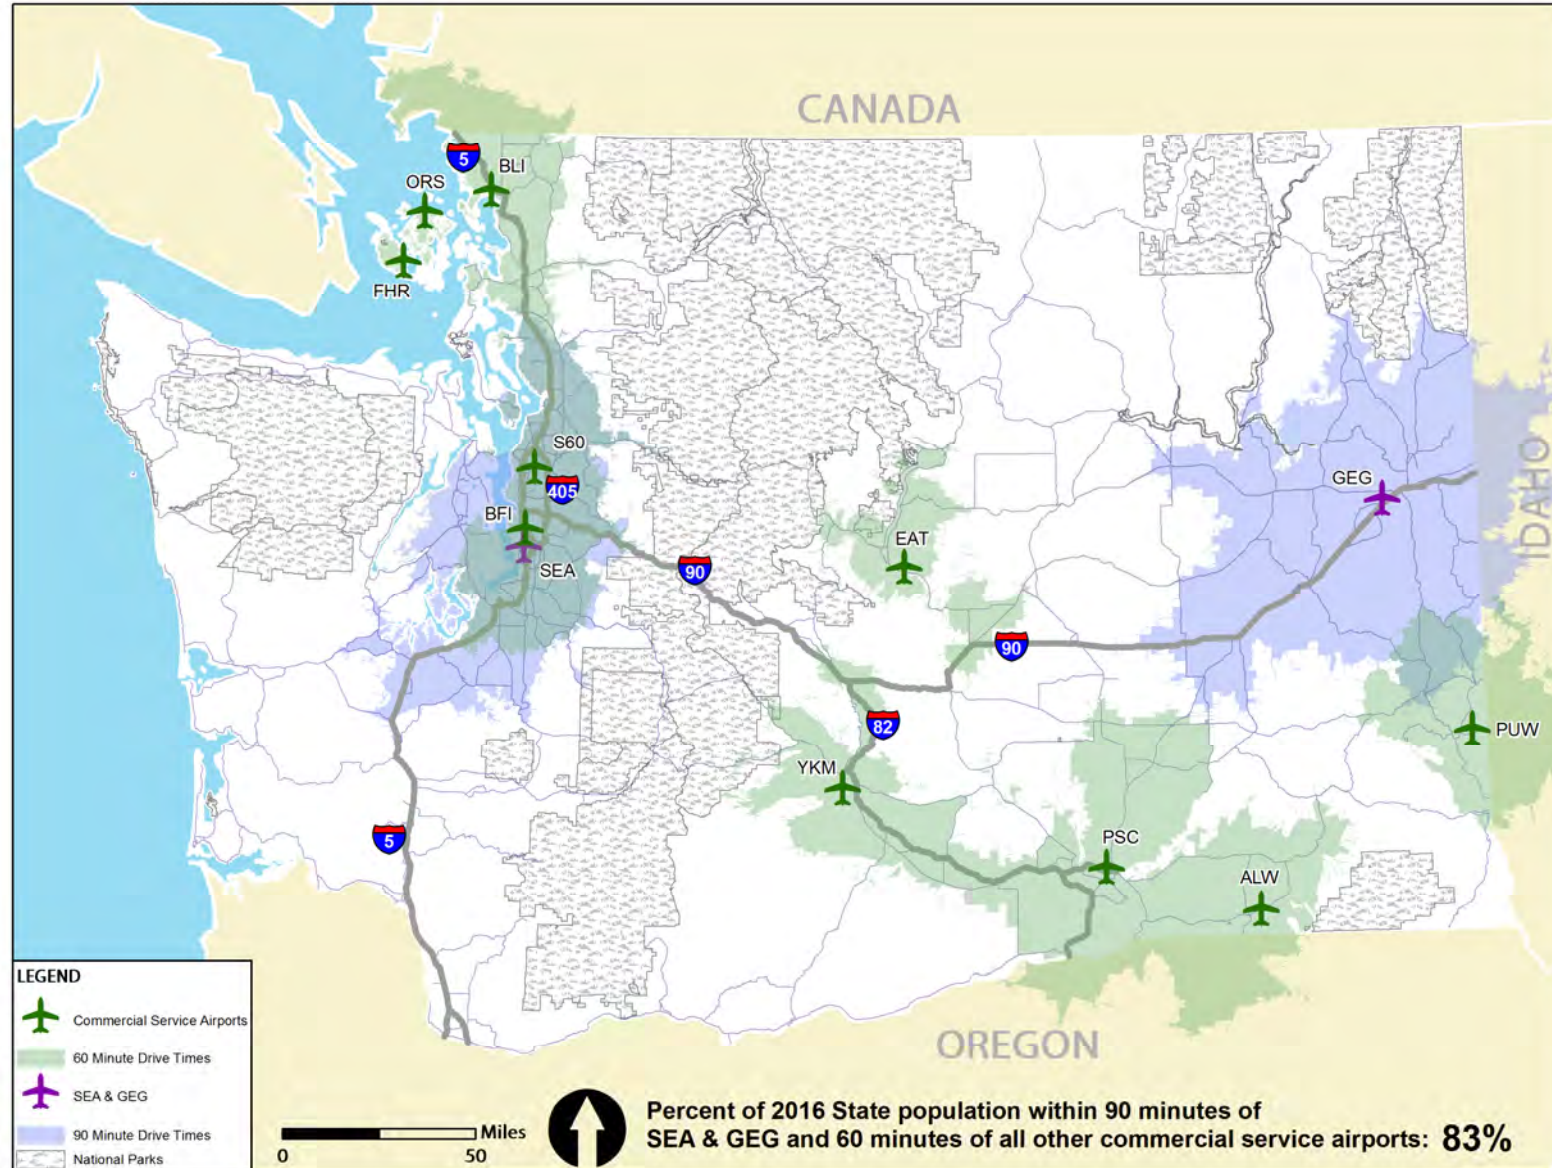 CANADA
5
BLI
ORS
FHR
S60
405
BFI
SEA
90
EAT
GEG
IDAHO
90
82
PUW
YKM
5
PSC
ALW
OREGON
LEGEND
Commercial Service Airports
60 Minute Drive Times
SEA & GEG
90 Minute Drive Times
National Parks
Miles
0 50
Percent of 2016 State population within 90 minutes of
SEA & GEG and 60 minutes of all other commercial service airports: 83%